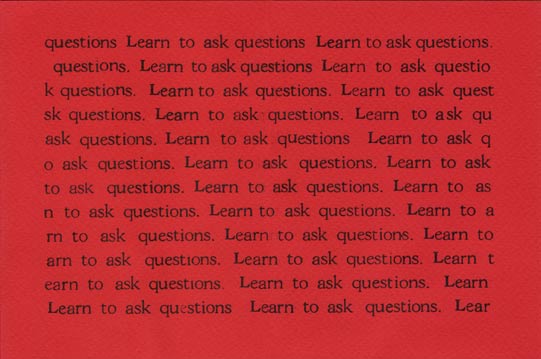 questions Learn to ask questions Learn to ask questions.
questions. Learn to ask questions Learn to ask questio
k questions. Learn to ask questions. Learn to ask quest
sk questions. Learn to ask questions. Learn to ask qu
ask questions. Learn to ask questions Learn to ask q
o ask questions. Learn to ask questions. Learn to ask
to ask questions. Learn to ask questions. Learn to as
n to ask questions. Learn to ask questions. Learn to a
rn to ask questions. Learn to ask questions. Learn to
arn to ask questions. Learn to ask questions. Learn t
earn to ask questions. Learn to ask questions. Learn
Learn to ask questions Learn to ask questions. Lear